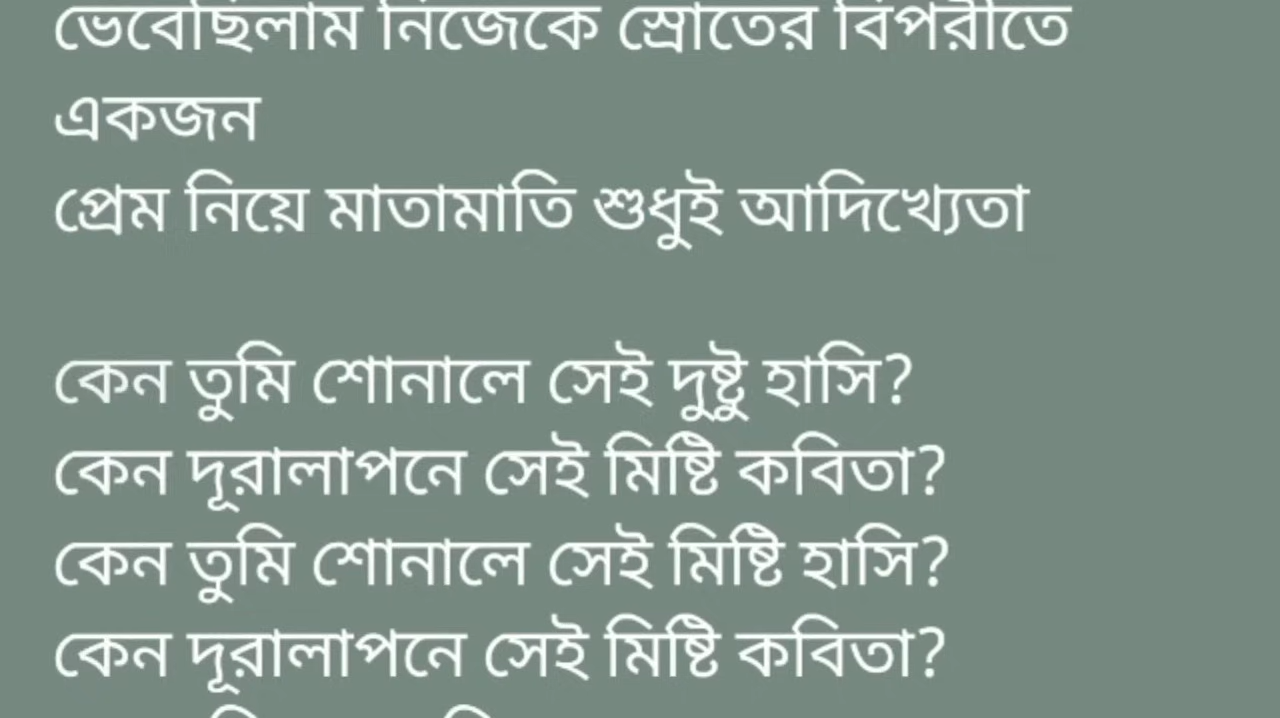 ভেবেছিলাম নিজেকে স্রোতের বিপরীতে
একজন
প্রেম নিয়ে মাতামাতি শুধুই আদিখ্যেতা
কেন তুমি শোনালে সেই দুষ্টু হাসি?
কেন দূরালাপনে সেই মিষ্টি কবিতা?
কেন তুমি শোনালে সেই মিষ্টি হাসি?
কেন দূরালাপনে সেই মিষ্টি কবিতা?